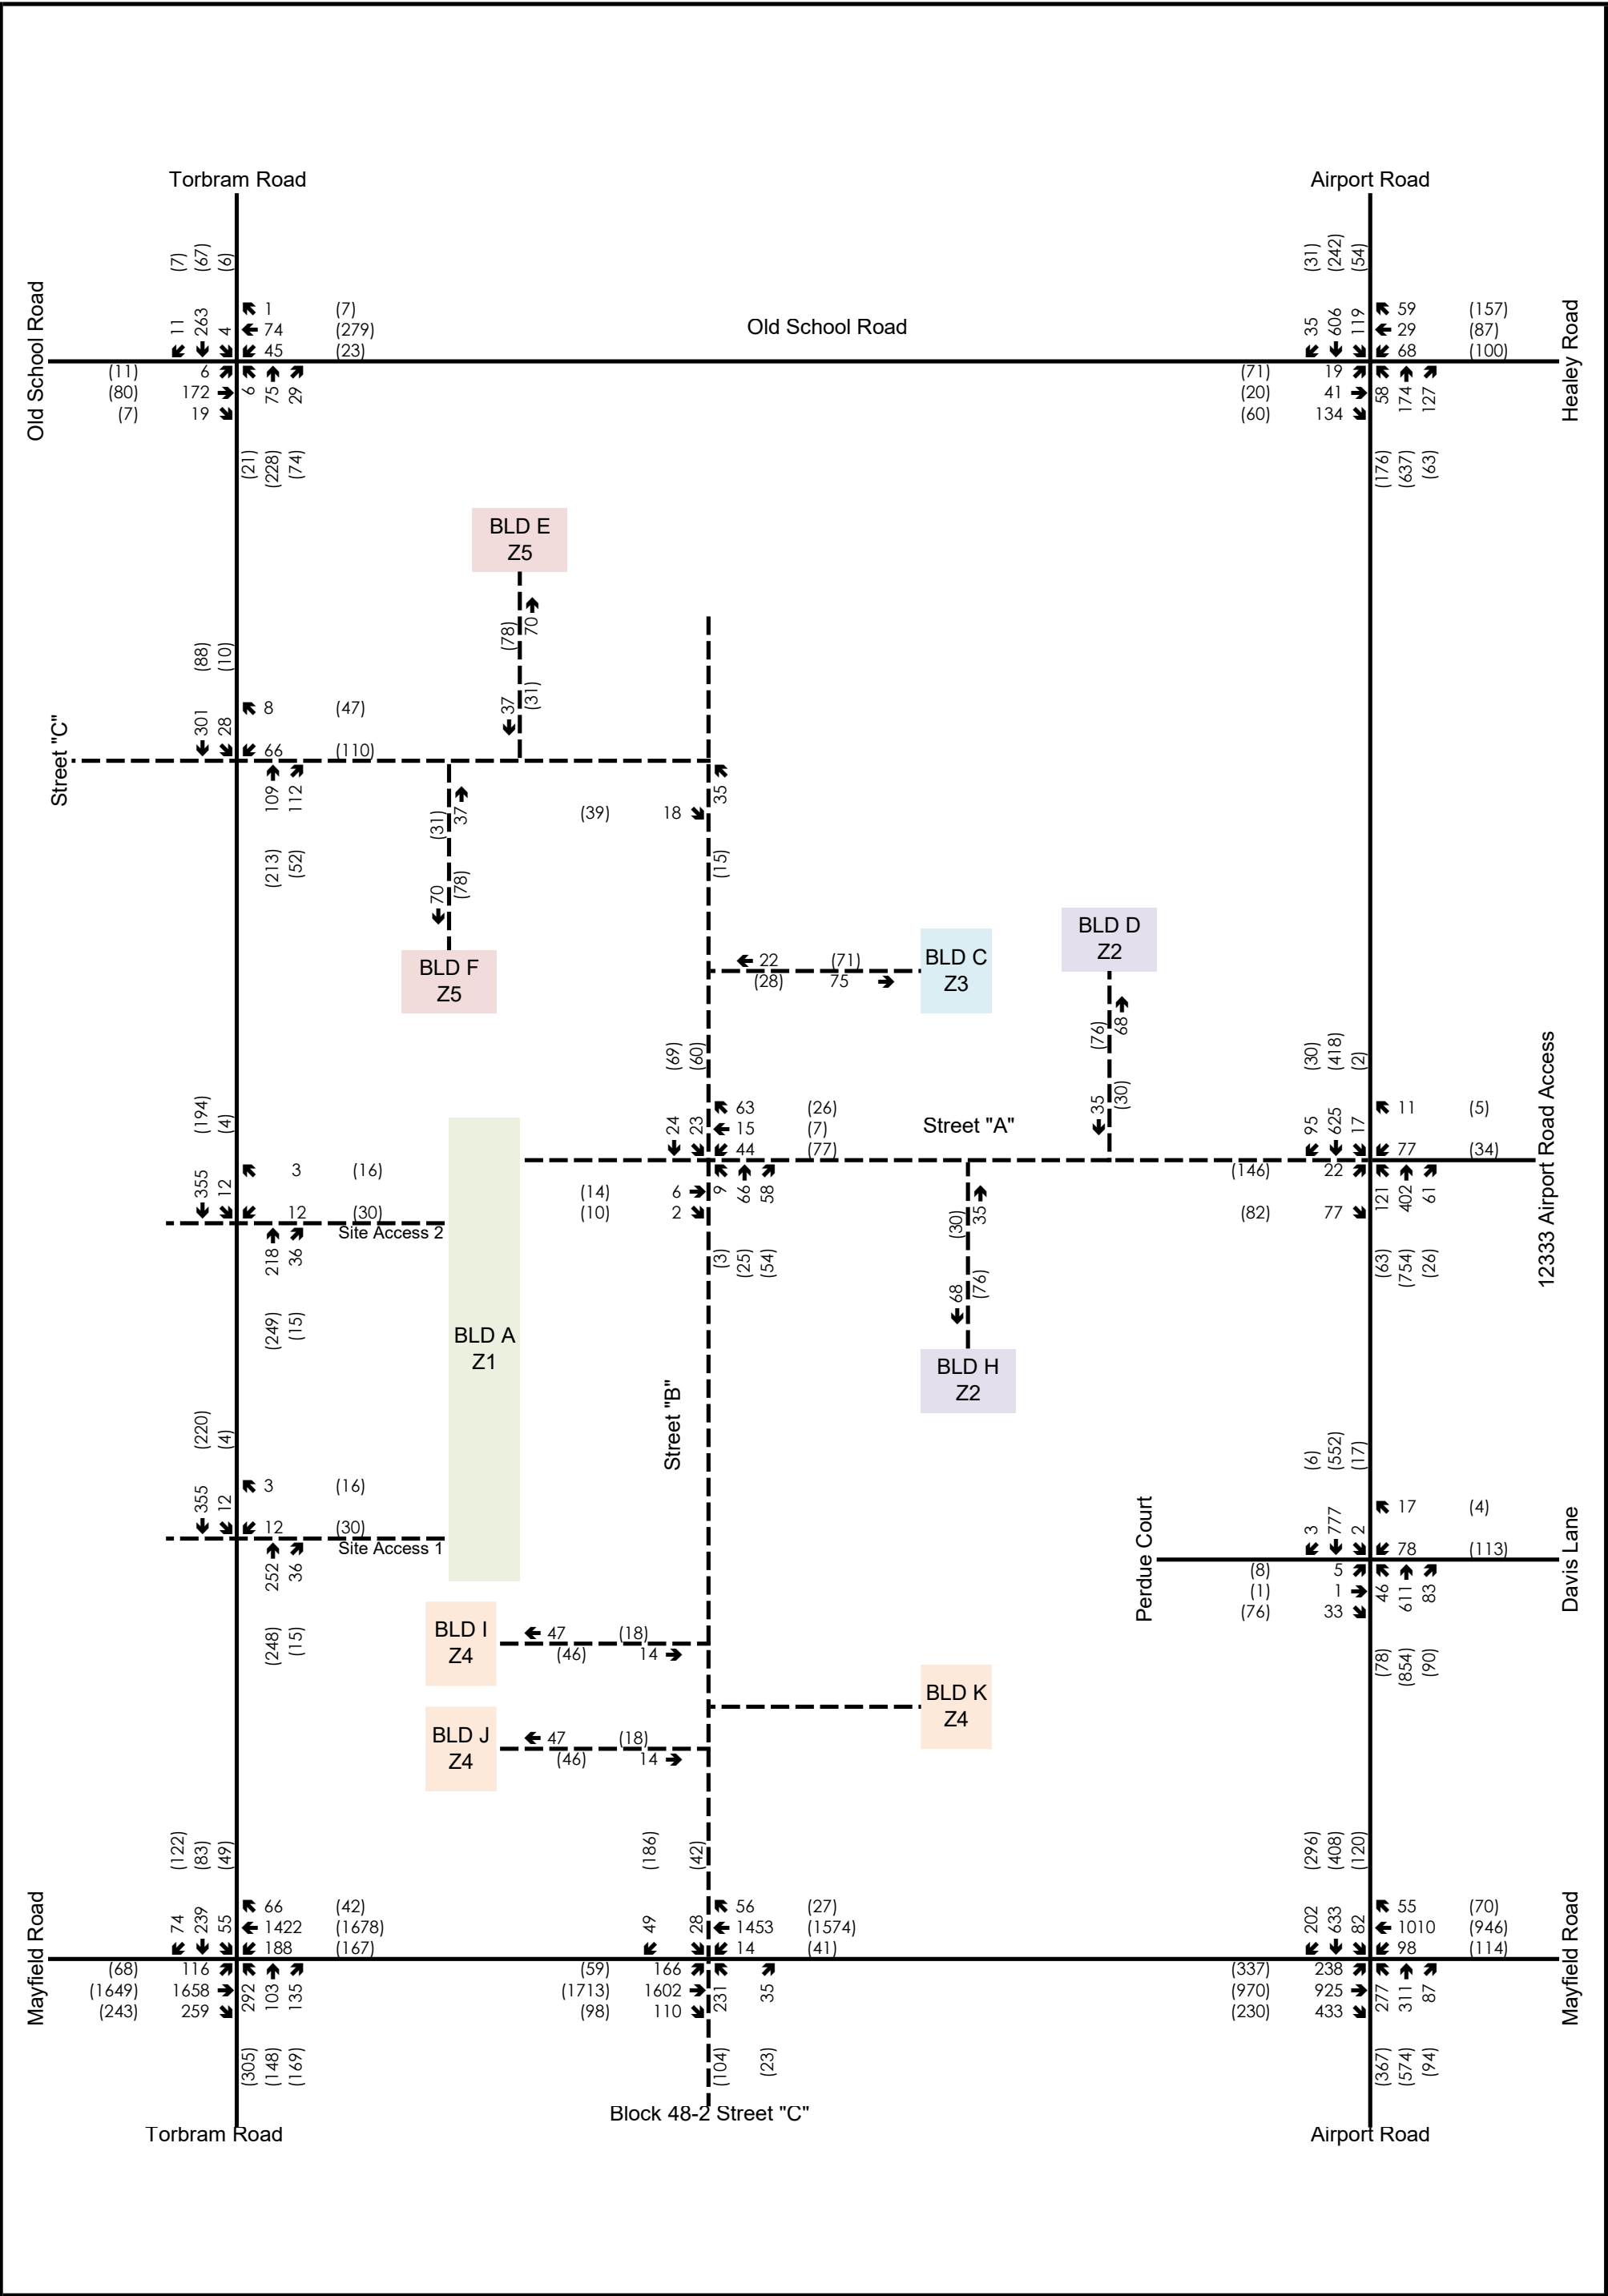 Torbram Road
Airport Road
(7) (67) (6)
(31) (242) (54)
Old School Road
Healey Road
11 263 4
1 (7)
74 (279)
45 (23)
Old School Road
35 606 119
59 (157)
29 (87)
68 (100)
(11) 6
(80) 172
(7) 19
6 75 29
(71) 19
(20) 41
(60) 134
58 174 127
(21) (228) (74)
(176) (637) (63)
BLD E
Z5
(78) 70
37 (31)
(88) (10)
Street "C"
301 28
8 (47)
66 (110)
109 112
(213) (52)
(31) 37
70 (78)
BLD F
Z5
(39) 18
35
(15)
22 (71)
(28) 75
BLD C
Z3
BLD D
Z2
(76) 68
35 (30)
(69) (60)
(30) (418) (2)
12333 Airport Road Access
(194) (4)
24 23
63 (26)
15 (7)
44 (77)
Street "A"
95 625 17
11 (5)
77 (34)
355 12
3 (16)
12 (30)
Site Access 2
218 36
(249) (15)
(14) 6
(10) 2
9 66 58
(3) (25) (54)
(30) 35
68 (76)
BLD H
Z2
(146) 22
(82) 77
121 402 61
(63) (754) (26)
BLD A
Z1
Street "B"
(220) (4)
355 12
3 (16)
12 (30)
Site Access 1
252 36
(248) (15)
(6) (552) (17)
Perdue Court
Davis Lane
3 777 2
17 (4)
78 (113)
(8) 5
(1) 1
(76) 33
46 611 83
(78) (854) (90)
BLD I
Z4
47 (18)
(46) 14
BLD K
Z4
BLD J
Z4
47 (18)
(46) 14
(122) (83) (49)
(186) (42)
(296) (408) (120)
Mayfield Road
Mayfield Road
74 239 55
66 (42)
1422 (1678)
188 (167)
49 28
56 (27)
1453 (1574)
14 (41)
202 633 82
55 (70)
1010 (946)
98 (114)
(68) 116
(1649) 1658
(243) 259
292 103 135
(59) 166
(1713) 1602
(98) 110
231 35
(337) 238
(970) 925
(230) 433
277 311 87
(305) (148) (169)
(104) (23)
(367) (574) (94)
Block 48-2 Street "C"
Torbram Road
Airport Road